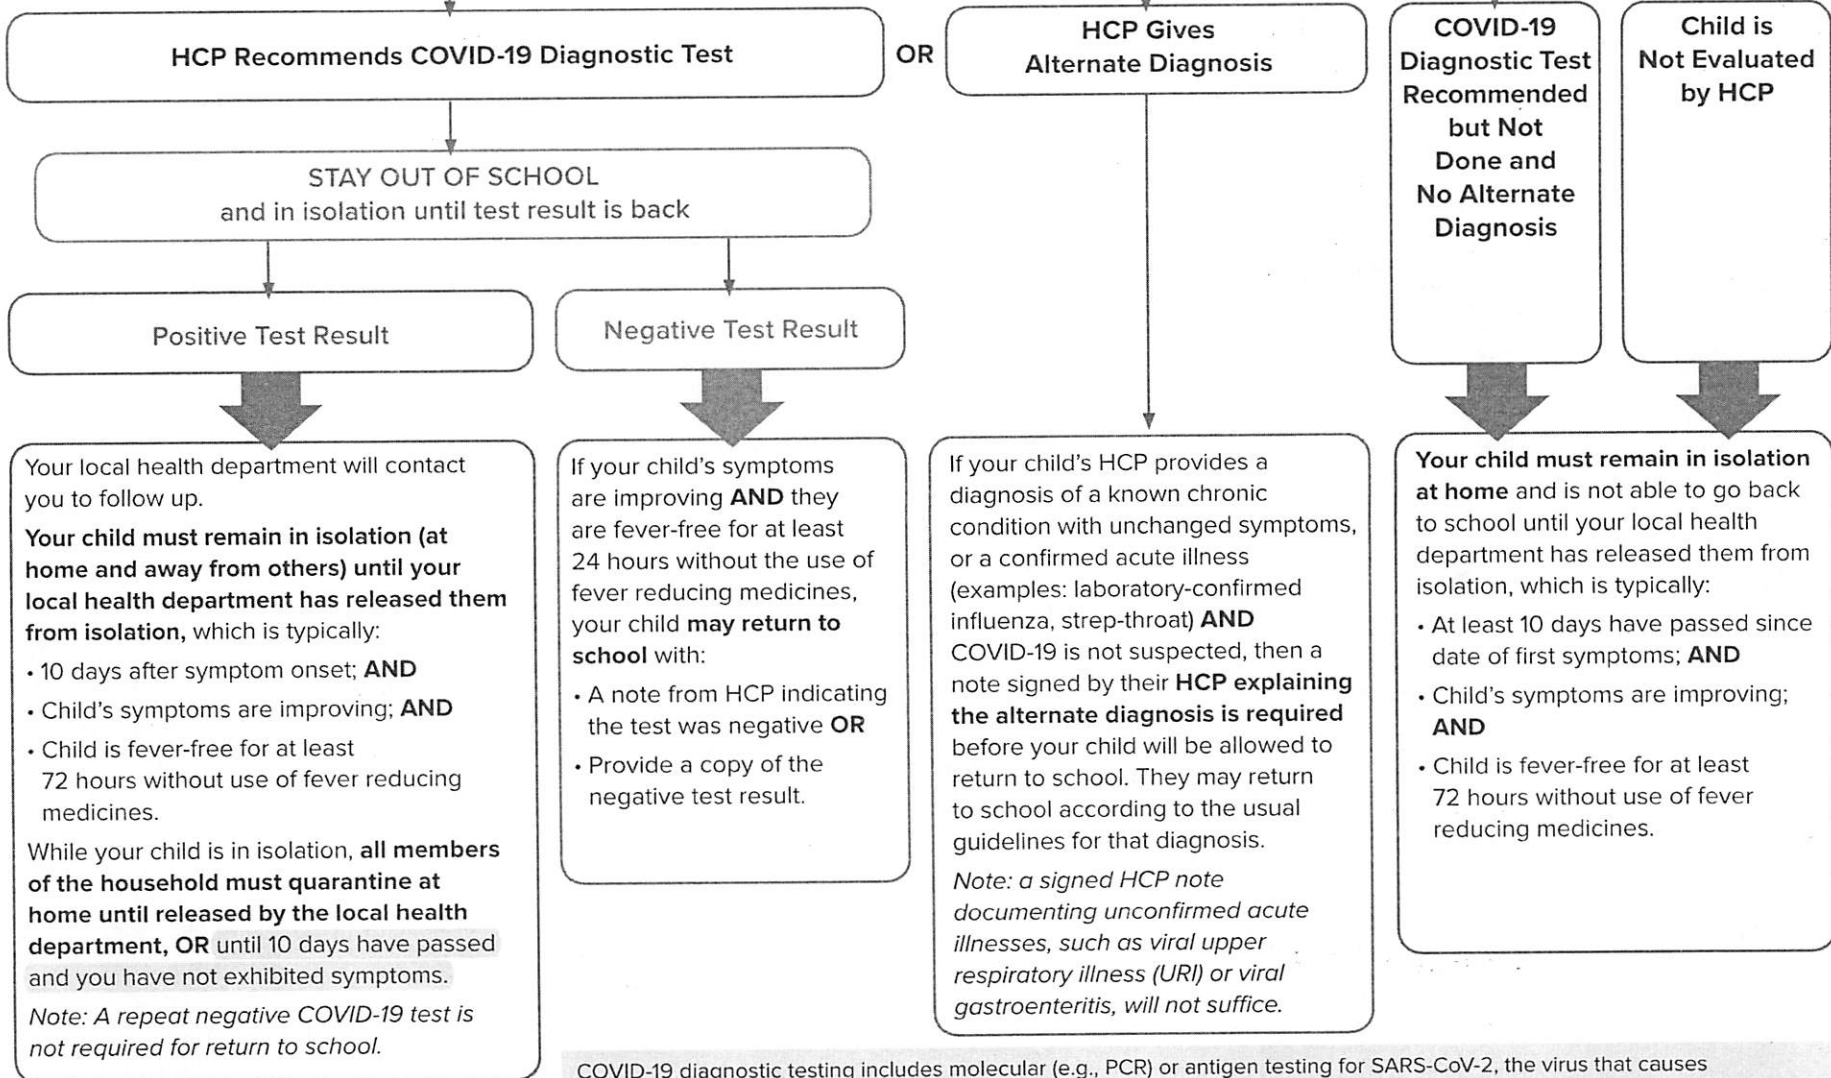 HCP Recommends COVID-19 Diagnostic Test
OR
HCP Gives
Alternate Diagnosis
COVID-19
Diagnostic Test
Recommended
but Not
Done and
No Alternate
Diagnosis
Child is
Not Evaluated
by HCP
STAY OUT OF SCHOOL
and in isolation until test result is back
Positive Test Result
Negative Test Result
Your local health department will contact
you to follow up.
Your child must remain in isolation (at
home and away from others) until your
local health department has released them
from isolation, which is typically:
• 10 days after symptom onset; AND
• Child's symptoms are improving; AND
• Child is fever-free for at least
72 hours without use of fever reducing
medicines.
While your child is in isolation, all members
of the household must quarantine at
home until released by the local health
department, OR until 10 days have passed
and you have not exhibited symptoms.
Note: A repeat negative COVID-19 test is
not required for return to school.
If your child's symptoms
are improving AND they
are fever-free for at least
24 hours without the use of
fever reducing medicines,
your child may return to
school with:
• A note from HCP indicating
the test was negative OR
• Provide a copy of the
negative test result.
If your child's HCP provides a
diagnosis of a known chronic
condition with unchanged symptoms,
or a confirmed acute illness
(examples: laboratory-confirmed
influenza, strep-throat) AND
COVID-19 is not suspected, then a
note signed by their HCP explaining
the alternate diagnosis is required
before your child will be allowed to
return to school. They may return
to school according to the usual
guidelines for that diagnosis.
Note: a signed HCP note
documenting unconfirmed acute
illnesses, such as viral upper
respiratory illness (URI) or viral
gastroenteritis, will not suffice.
Your child must remain in isolation
at home and is not able to go back
to school until your local health
department has released them from
isolation, which is typically:
• At least 10 days have passed since
date of first symptoms; AND
• Child's symptoms are improving;
AND
• Child is fever-free for at least
72 hours without use of fever
reducing medicines.
COVID-19 diagnostic testing includes molecular (e.g., PCR) or antigen testing for SARS-CoV-2, the virus that causes